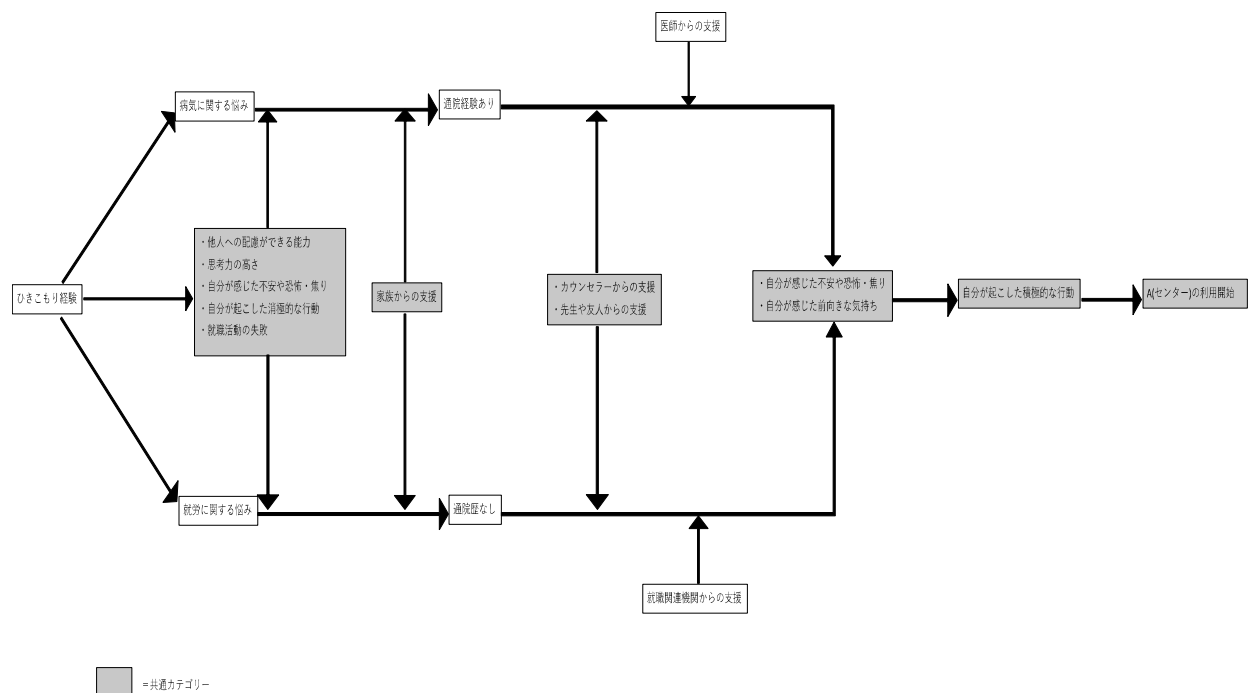 医師からの支援
病気に関する悩み
通院経験あり
・他人への配慮ができる能力
・思考力の高さ
・自分が感じた不安や恐怖・焦り
・自分が起こした消極的な行動
・就職活動の失敗
ひきこもり経験
家族からの支援
・カウンセラーからの支援
・先生や友人からの支援
・自分が感じた不安や恐怖・焦り
・自分が感じた前向きな気持ち
自分が起こした積極的な行動
A(センター)の利用開始
就労に関する悩み
通院歴なし
就職関連機関からの支援
=共通カテゴリー